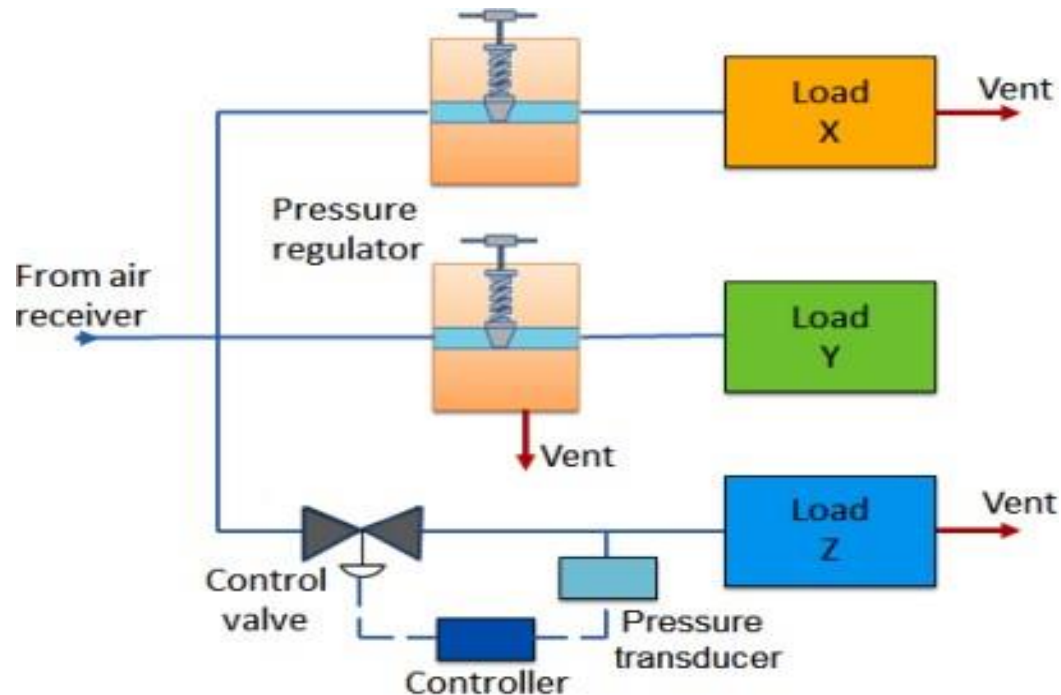 Load
X
Vent
Pressure
regulator
From air
receiver
Load
Y
Vent
Load
Z
Vent
Control
valve
Pressure
transducer
Controller